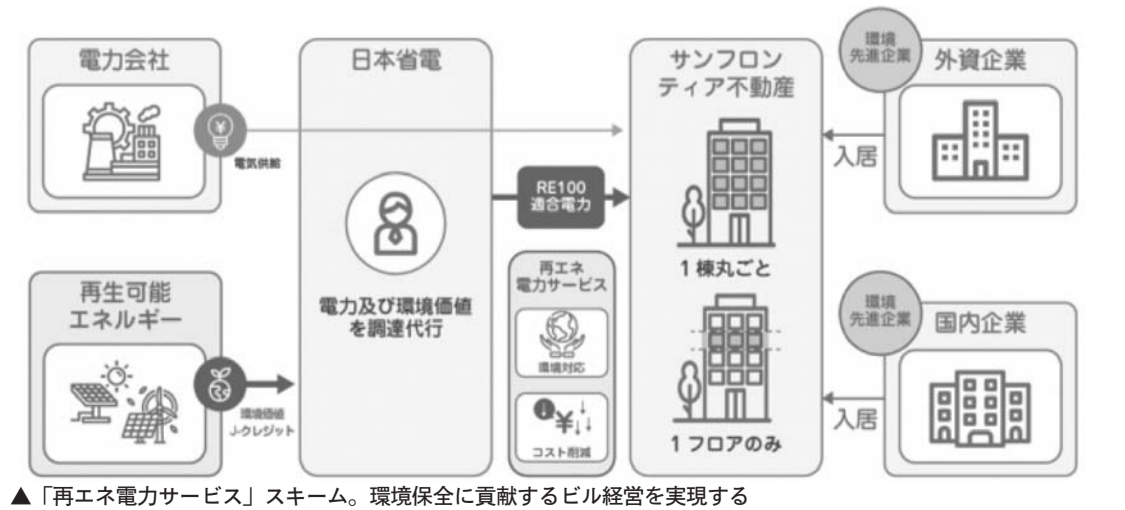 電力会社
電気供給
再生可能
エネルギー
環境価値
J-クレジット
日本省電
電力及び環境価値
を調達代行
RE100
適合電力
再エネ
電力サービス
環境対応
コスト削減
サンフロン
ティア不動産
1棟丸ごと
1フロアのみ
環境
先進企業
外資企業
入居
環境
先進企業
国内企業
入居
▲「再エネ電力サービス」スキーム。環境保全に貢献するビル経営を実現する